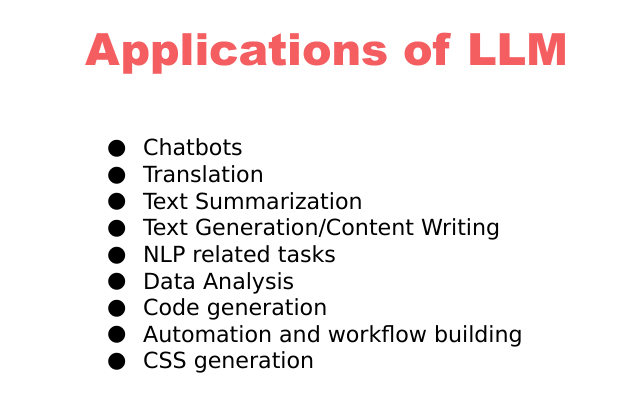 Applications of LLM
● Chatbots
● Translation
● Text Summarization
● Text Generation/Content Writing
● NLP related tasks
● Data Analysis
● Code generation
● Automation and workflow building
● CSS generation